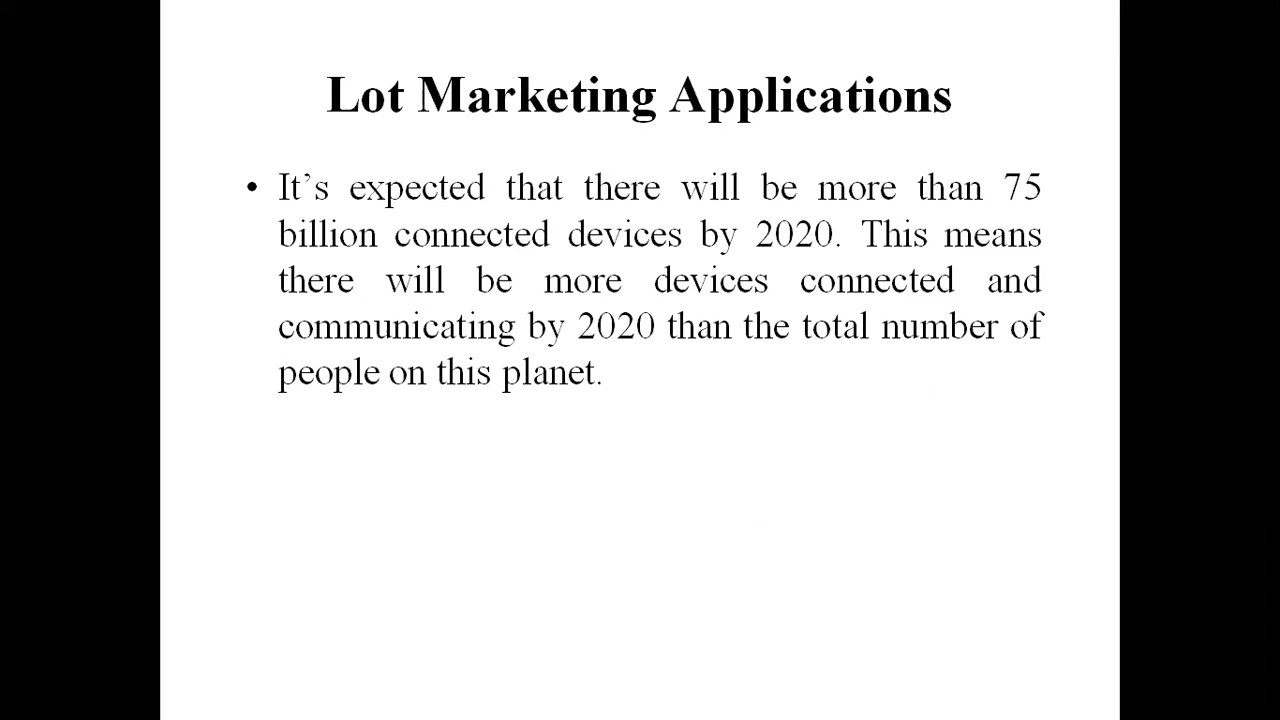 Lot Marketing Applications
• It’s expected that there will be more than 75
billion connected devices by 2020. This means
there will be more devices connected and
communicating by 2020 than the total number of
people on this planet.